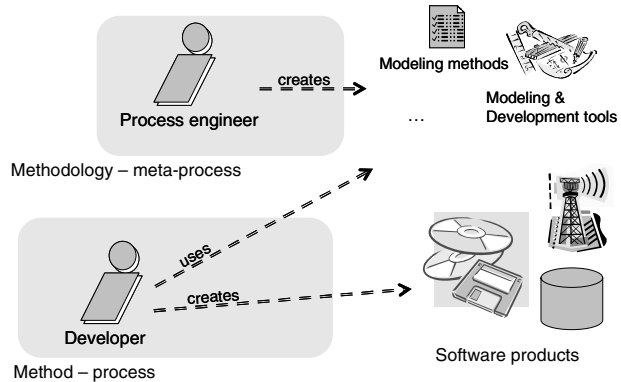 creates
Process engineer
Modeling methods
Modeling &
Development tools
...
Methodology – meta-process
uses
creates
Developer
Software products
Method – process